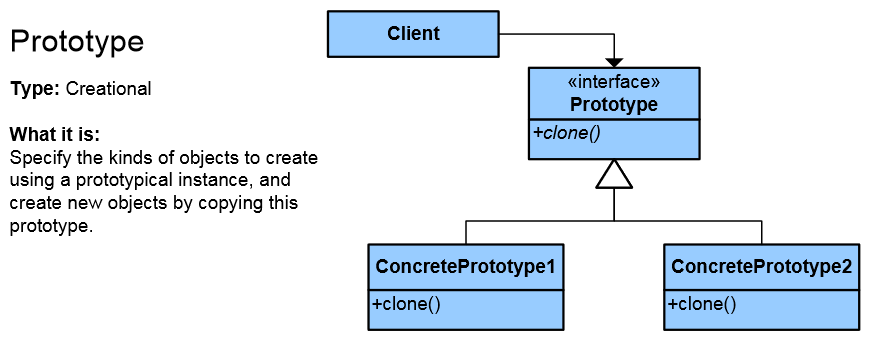 Prototype
Type: Creational
What it is:
Specify the kinds of objects to create
using a prototypical instance, and
create new objects by copying this
prototype.
Client
«interface»
Prototype
+clone()
ConcretePrototype1
+clone()
ConcretePrototype2
+clone()